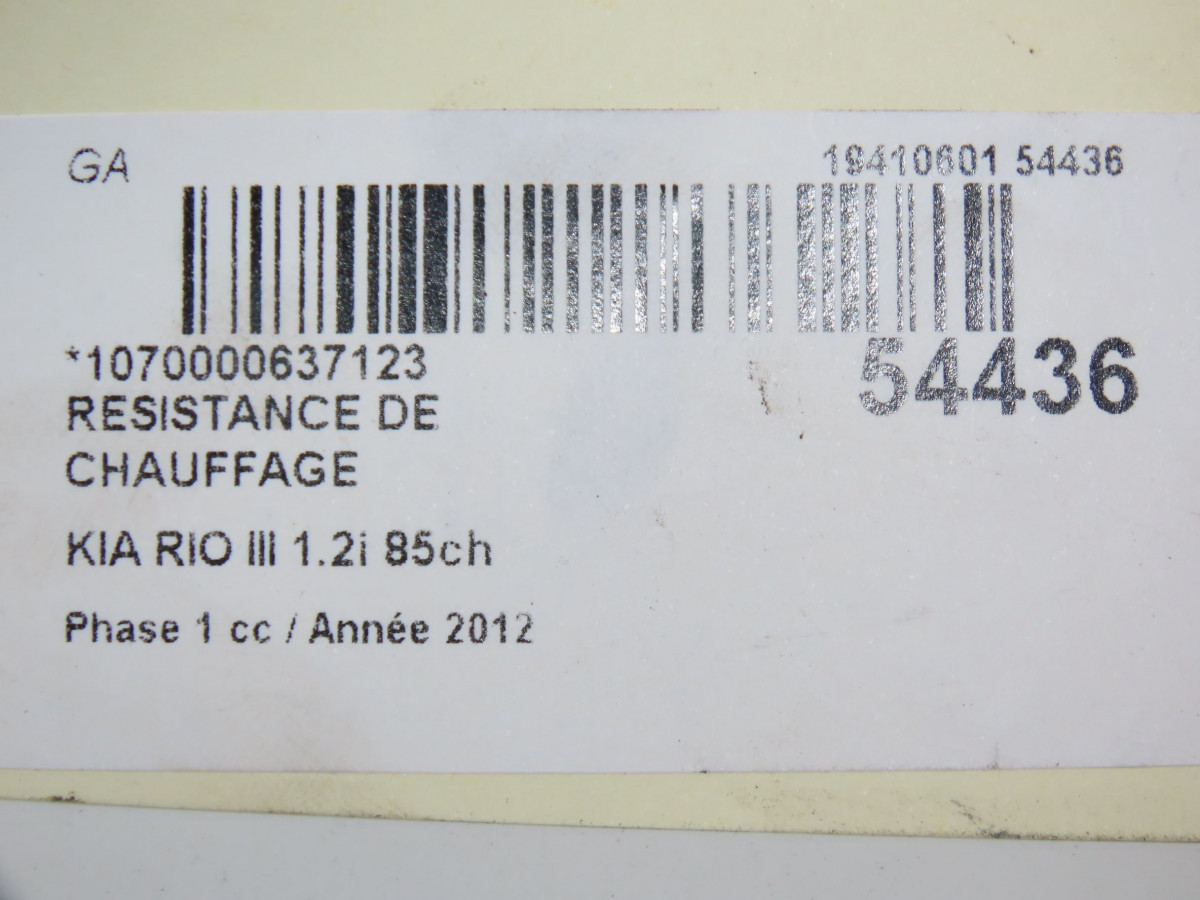 GA
19410601 54436
*1070000637123
54436
RESISTANCE DE
CHAUFFAGE
KIA RIO III 1.2i 85ch
Phase 1 cc / Année 2012